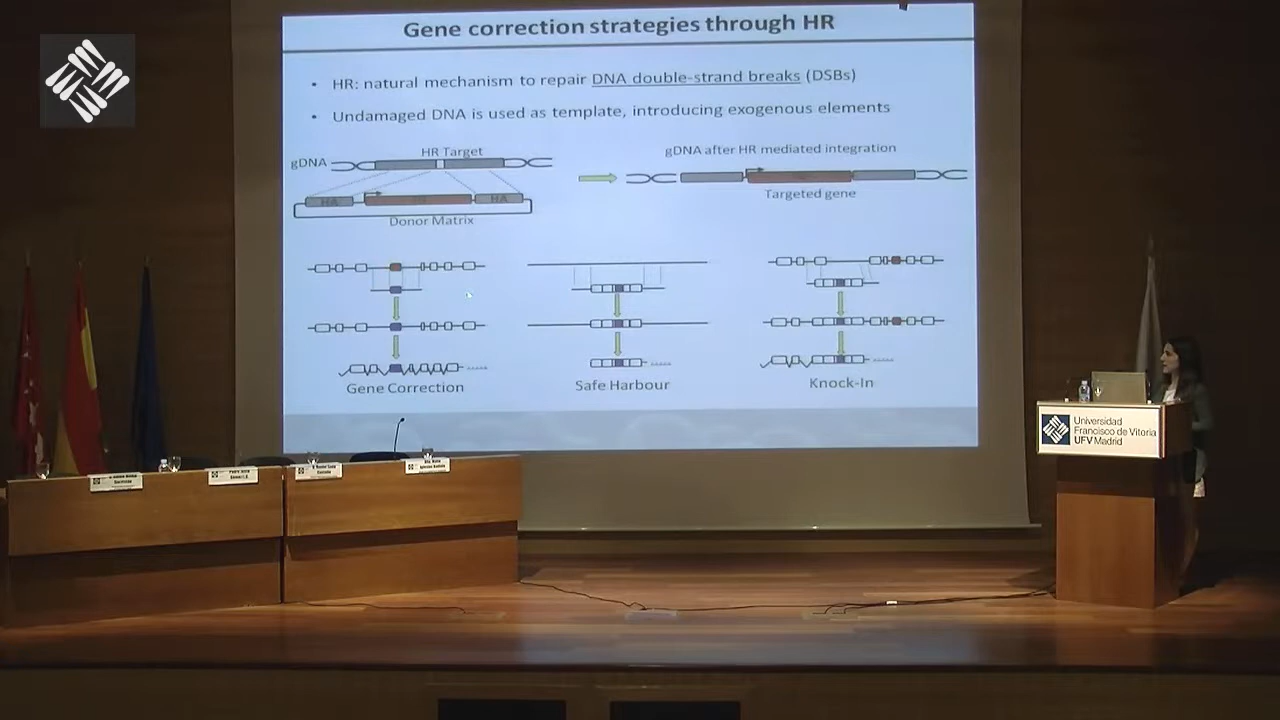 Gene correction strategies through HR
• HR: natural mechanism to repair DNA double-strand breaks (DSBs)
• Undamaged DNA is used as template, introducing exogenous elements
gDNA
HR Target
HA
HA
Donor Matrix
gDNA after HR mediated integration
Targeted gene
Gene Correction
Safe Harbour
Knock-In
Universidad
Francisco de Vitoria
UFV Madrid